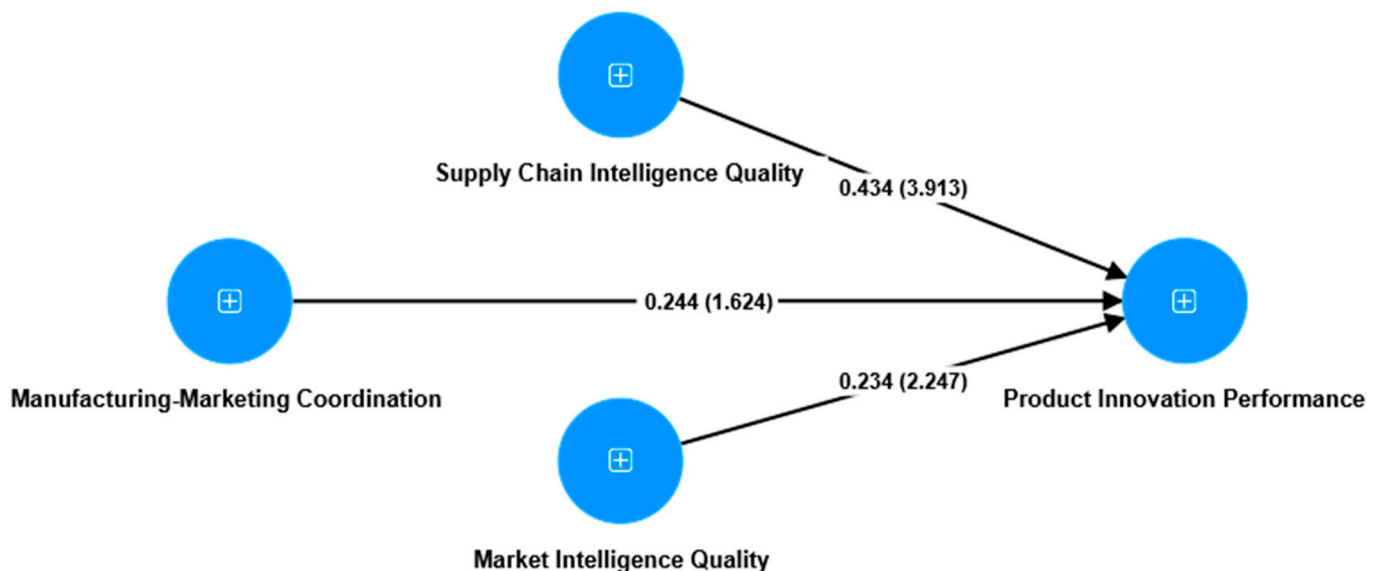 Supply Chain Intelligence Quality
0.434 (3.913)
0.244 (1.624)
Manufacturing-Marketing Coordination
0.234 (2.247)
Product Innovation Performance
Market Intelligence Quality